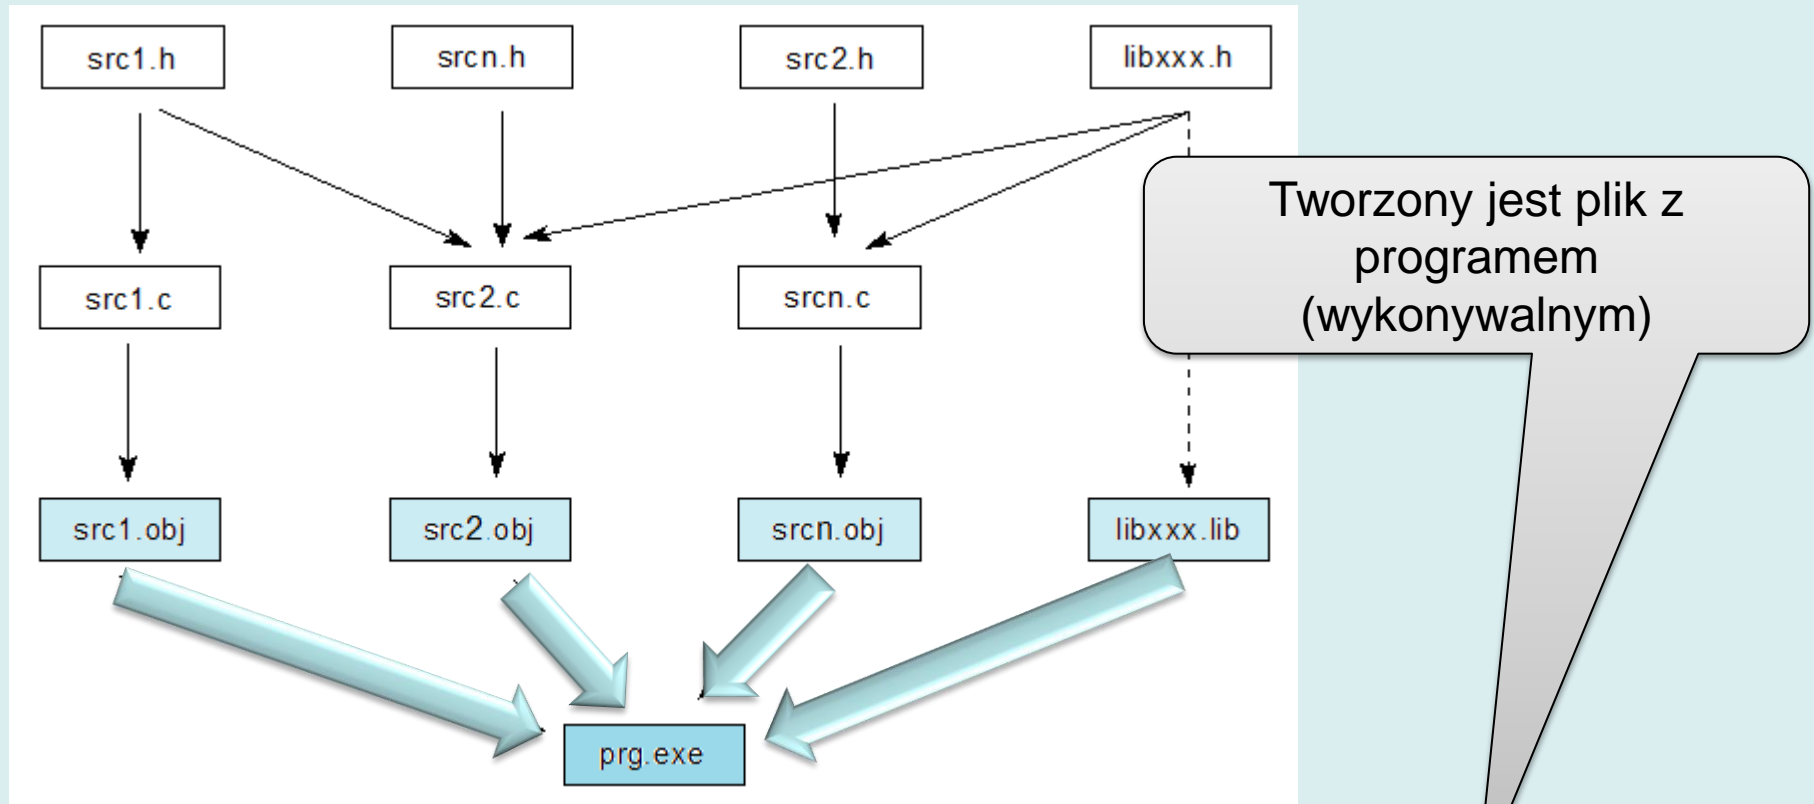 src1.h
srcn.h
src2.h
libxxx.h
Tworzony jest plik z
programem
(wykonywalnym)
src1.c
src2.c
srcn.c
src1.obj
src2.obj
srcn.obj
libxxx.lib
prg.exe